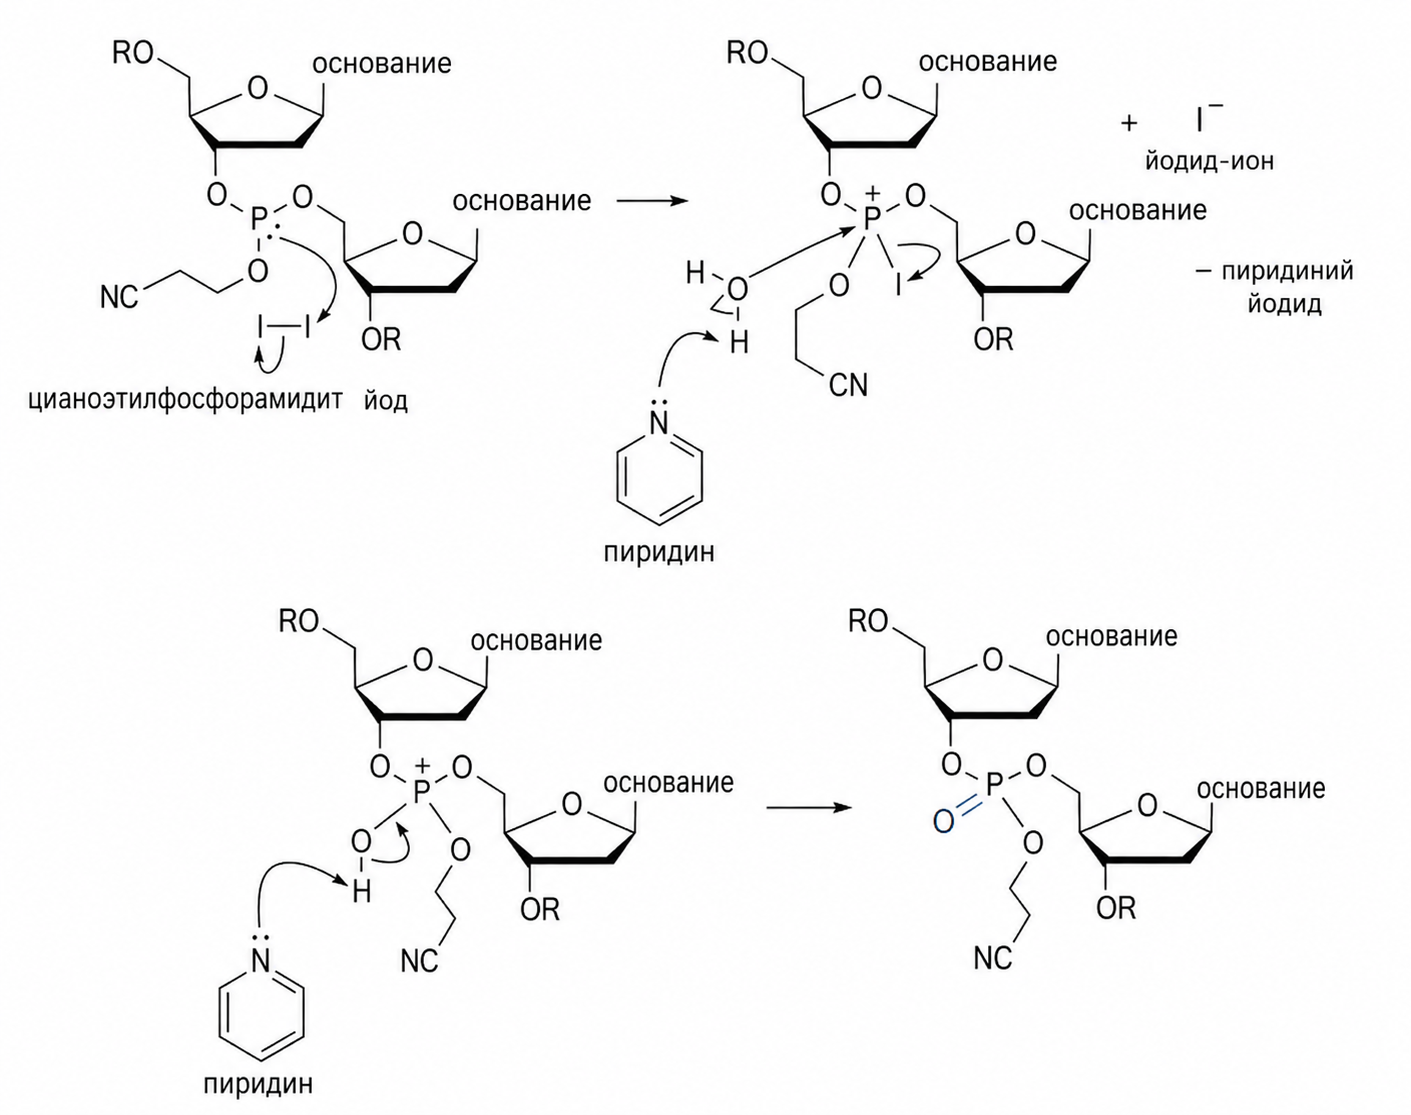 RO
основание
O
O
P
O
основание
O
O
NC
I I
OR
цианоэтилфосфорамидит йод
RO
основание
O
+ I⁻
йодид-ион
O
+
P
O
основание
O
H
O
H
O
I
OR
CN
− пиридиний
йодид
N
пиридин
RO
основание
O
O
+
P
O
основание
O
O
H
O
OR
NC
N
пиридин
RO
основание
O
O
P
O
основание
O
O
O
OR
NC